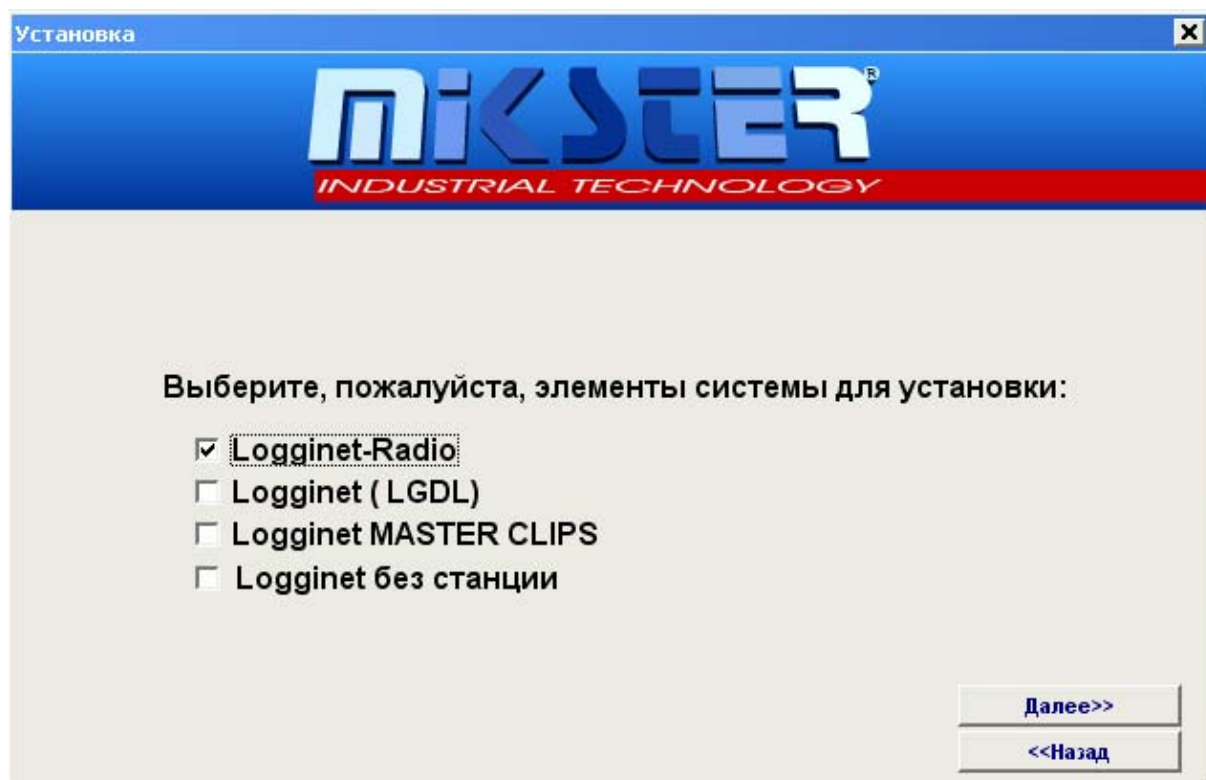 Установка
MiKSTER®
INDUSTRIAL TECHNOLOGY
Выберите, пожалуйста, элементы системы для установки:
Logginet-Radio
Logginet ( LGDL)
Logginet MASTER CLIPS
Logginet без станции
Далее>>
<<Назад